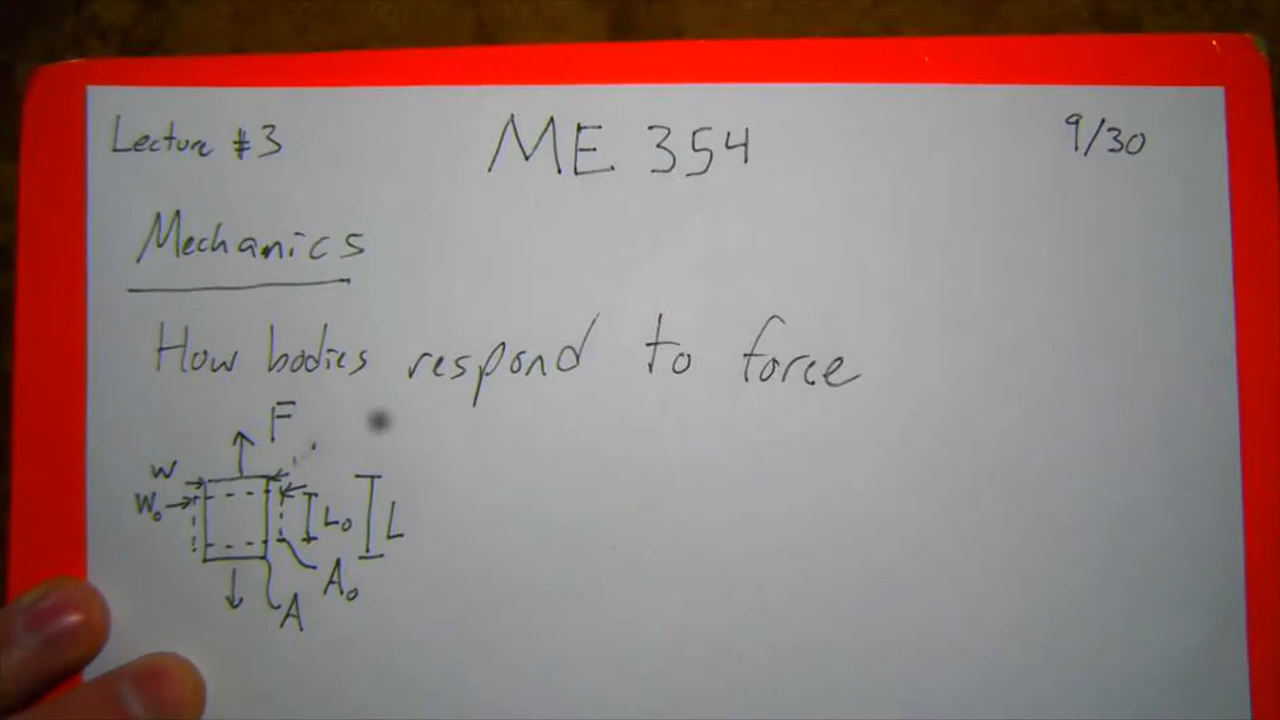 Lecture #3 ME 354 9/30
Mechanics
How bodies respond to force
F
w
W₀
L₀ L
A₀
A